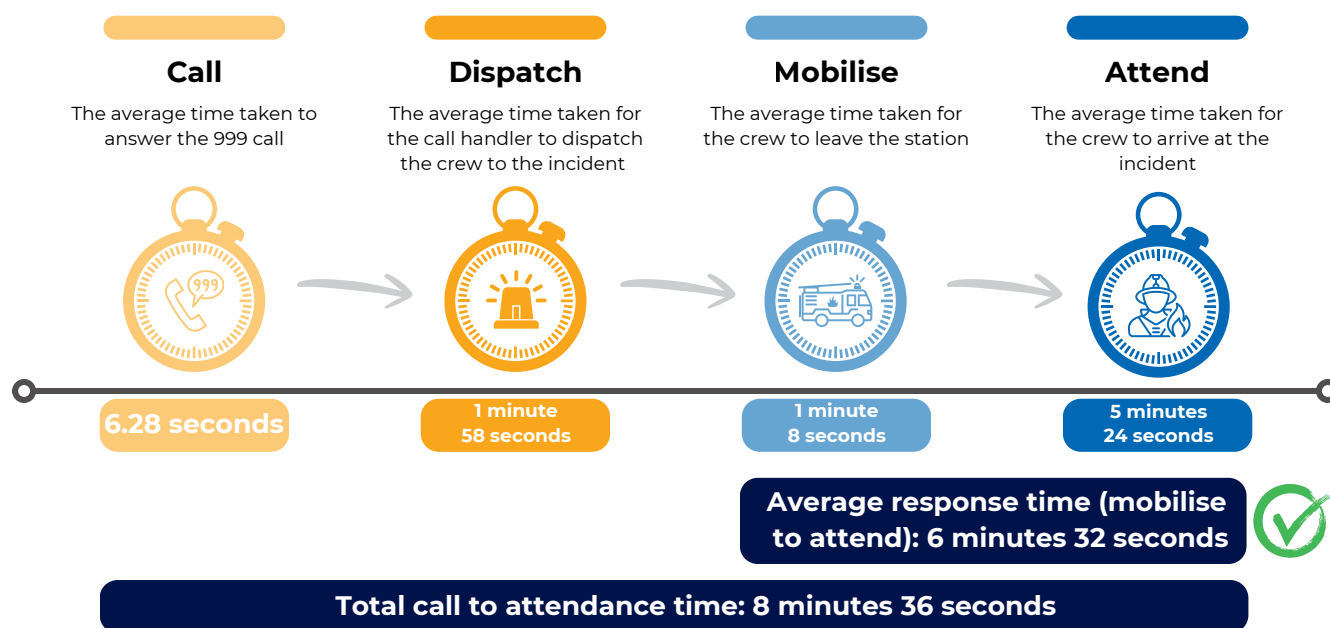 Call
The average time taken to
answer the 999 call
Dispatch
The average time taken for
the call handler to dispatch
the crew to the incident
Mobilise
The average time taken for
the crew to leave the station
Attend
The average time taken for
the crew to arrive at the
incident
999
6.28 seconds
1 minute
58 seconds
1 minute
8 seconds
5 minutes
24 seconds
Average response time (mobilise
to attend): 6 minutes 32 seconds
Total call to attendance time: 8 minutes 36 seconds